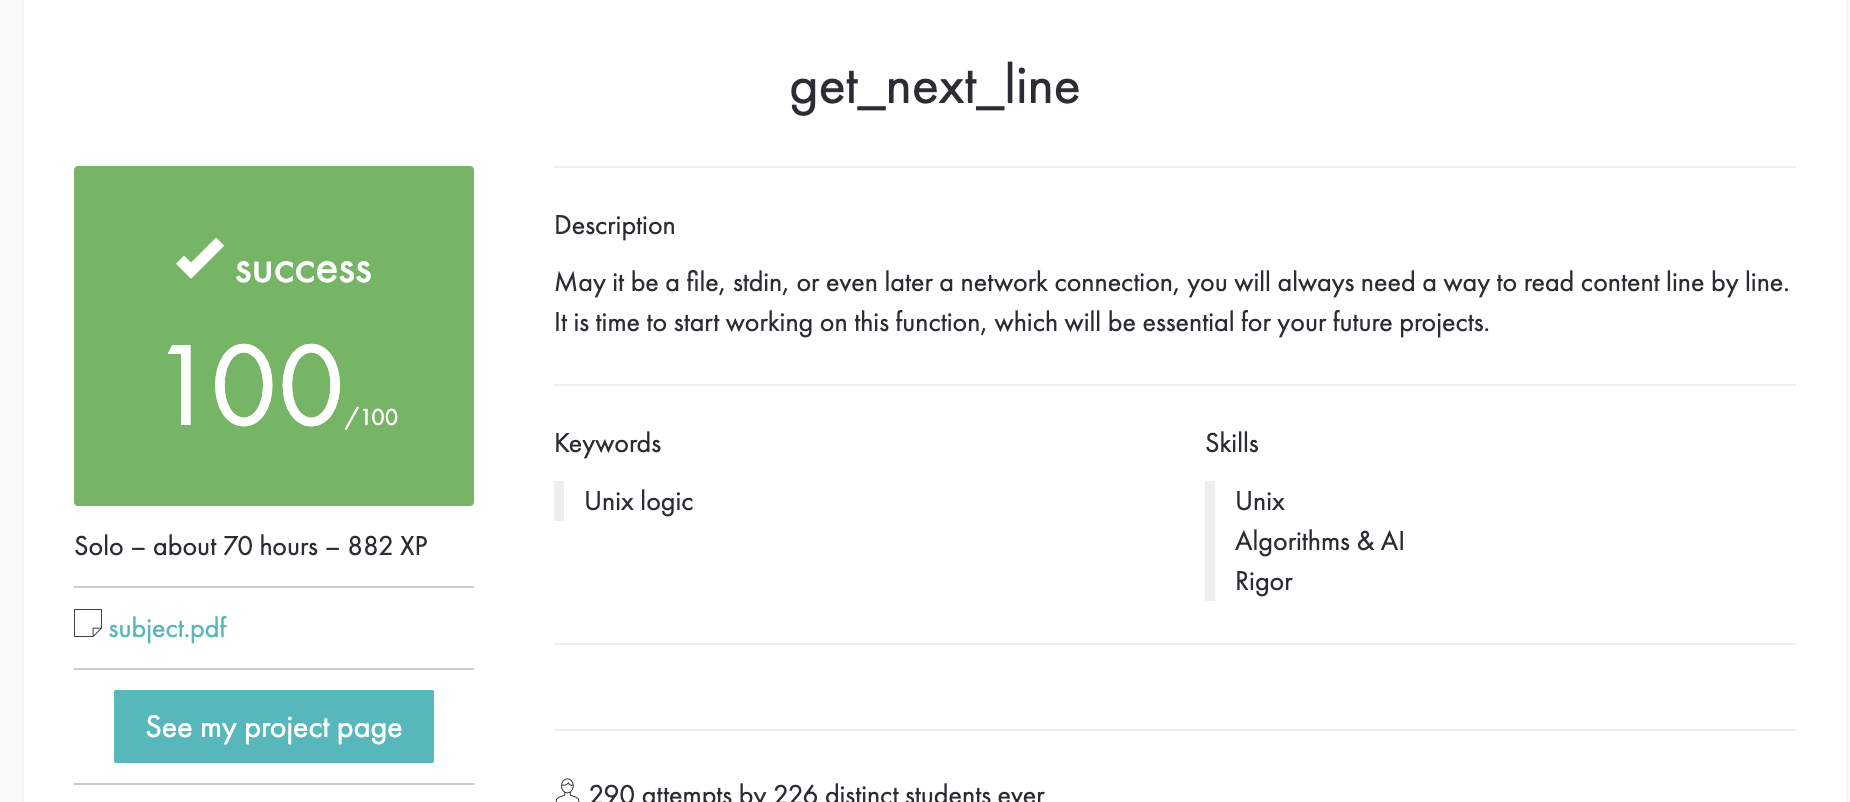 get_next_line
success
100/100
Solo – about 70 hours – 882 XP
subject.pdf
See my project page
Description
May it be a file, stdin, or even later a network connection, you will always need a way to read content line by line.
It is time to start working on this function, which will be essential for your future projects.
Keywords
Unix logic
Skills
Unix
Algorithms & AI
Rigor
290 attempts by 226 distinct students ever